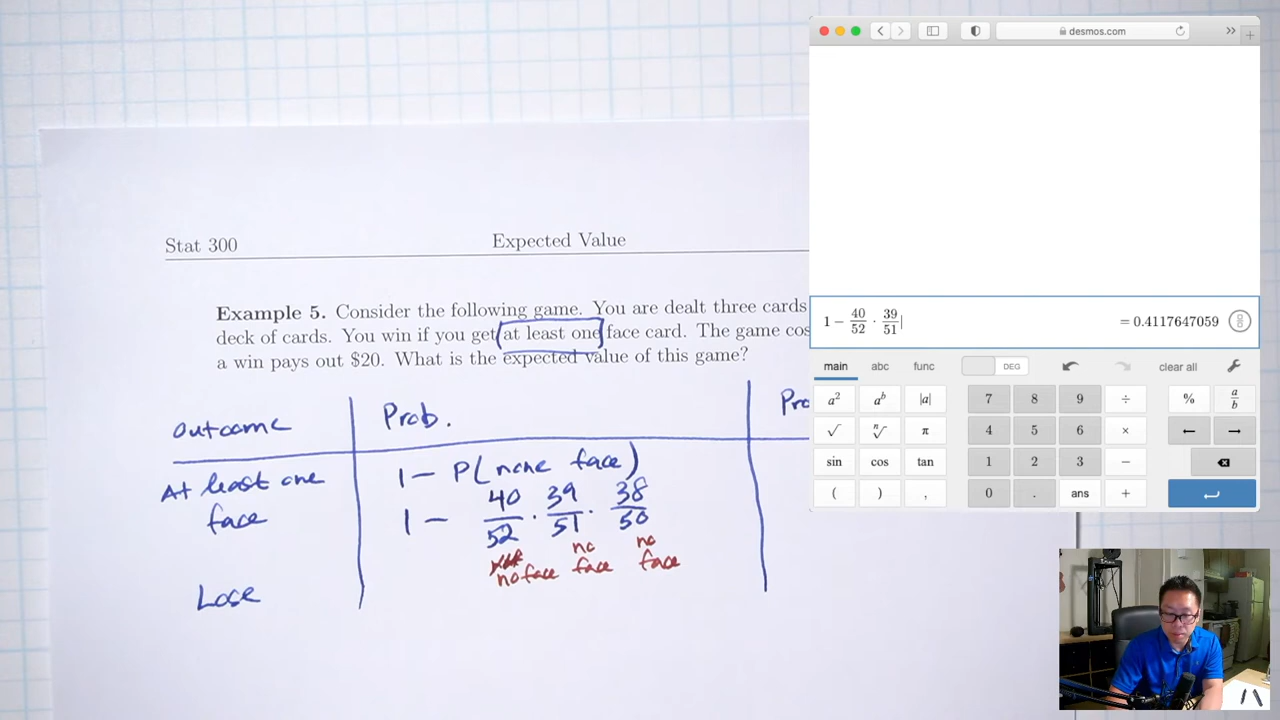 desmos.com
Stat 300 Expected Value
Example 5. Consider the following game. You are dealt three cards
deck of cards. You win if you get at least one face card. The game cos
a win pays out $20. What is the expected value of this game?
Outcome Prob. Pro
At least one
face
1 - P(none face)
1 - 40/52 · 39/51 · 38/50
no face no face no face
Lose
1 - 40/52 · 39/51 = 0.4117647059
main abc func DEG clear all
a² aᵇ |a| 7 8 9 ÷ % a/b
√ ⁿ√ π 4 5 6 × ← →
sin cos tan 1 2 3 −
( ) , 0 . ans +